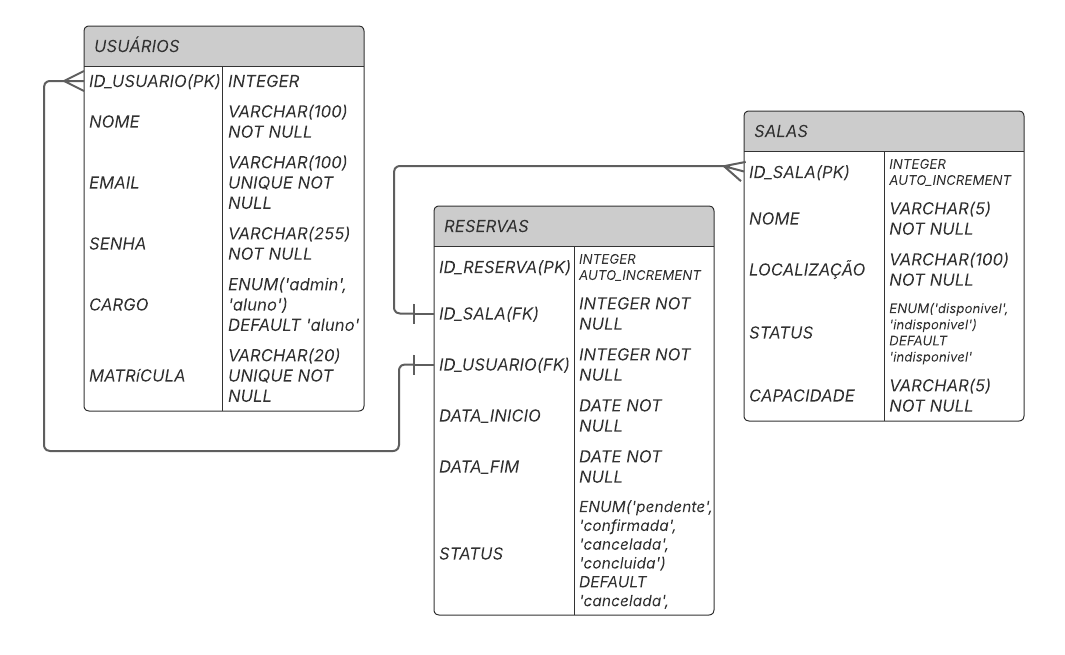 USUÁRIOS
ID_USUARIO(PK) INTEGER
NOME VARCHAR(100)
NOT NULL
EMAIL VARCHAR(100)
UNIQUE NOT
NULL
SENHA VARCHAR(255)
NOT NULL
CARGO ENUM('admin',
'aluno')
DEFAULT 'aluno'
MATRíCULA VARCHAR(20)
UNIQUE NOT
NULL
RESERVAS
ID_RESERVA(PK) INTEGER
AUTO_INCREMENT
ID_SALA(FK) INTEGER NOT
NULL
ID_USUARIO(FK) INTEGER NOT
NULL
DATA_INICIO DATE NOT
NULL
DATA_FIM DATE NOT
NULL
STATUS ENUM('pendente',
'confirmada',
'cancelada',
'concluida')
DEFAULT
'cancelada',
SALAS
ID_SALA(PK) INTEGER
AUTO_INCREMENT
NOME VARCHAR(5)
NOT NULL
LOCALIZAÇÃO VARCHAR(100)
NOT NULL
STATUS ENUM('disponivel',
'indisponivel')
DEFAULT
'indisponivel'
CAPACIDADE VARCHAR(5)
NOT NULL